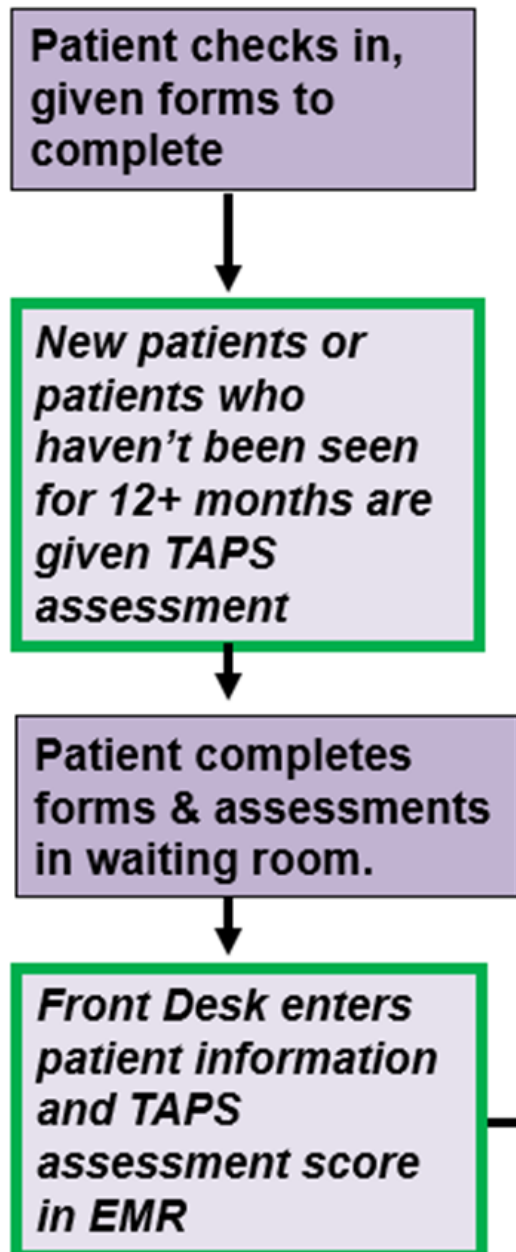 Patient checks in,
given forms to
complete
New patients or
patients who
haven’t been seen
for 12+ months are
given TAPS
assessment
Patient completes
forms & assessments
in waiting room.
Front Desk enters
patient information
and TAPS
assessment score
in EMR